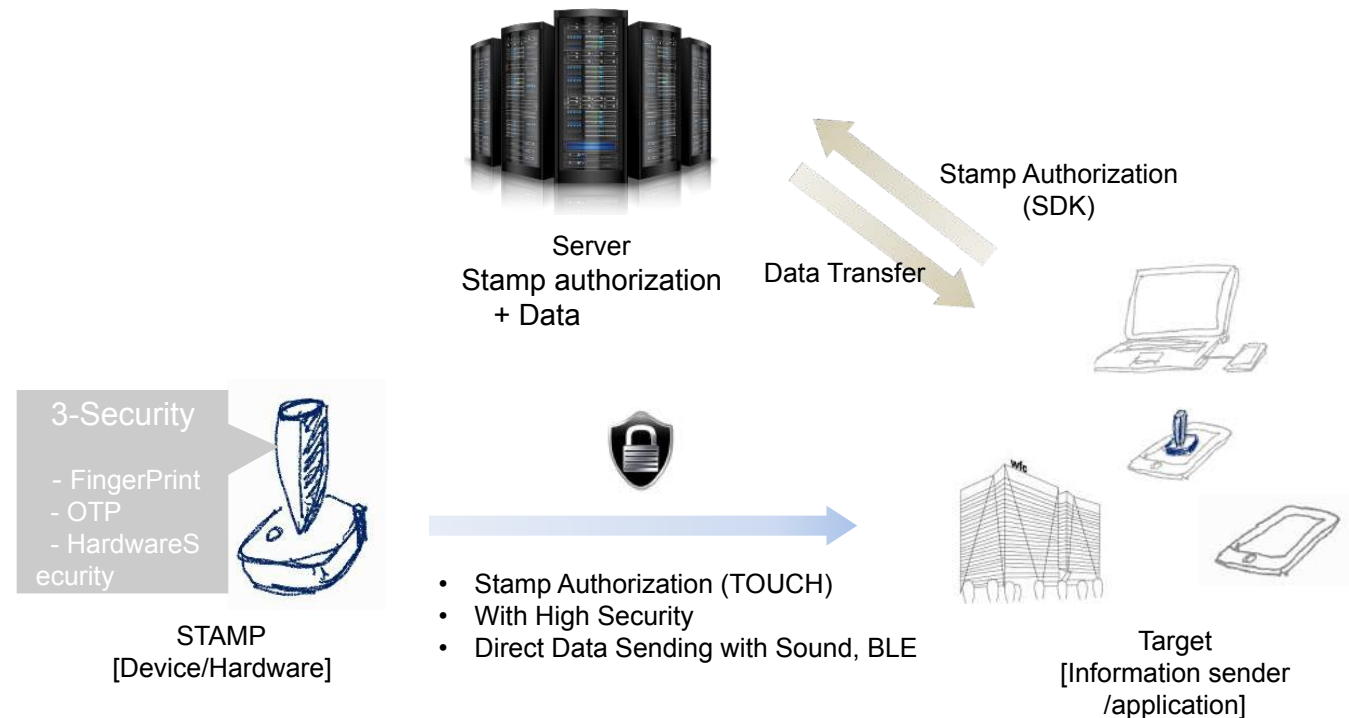 Stamp Authorization
(SDK)
Server
Stamp authorization
+ Data
Data Transfer
3-Security
- FingerPrint
- OTP
- HardwareS
ecurity
wfc
• Stamp Authorization (TOUCH)
• With High Security
• Direct Data Sending with Sound, BLE
STAMP
[Device/Hardware]
Target
[Information sender
/application]